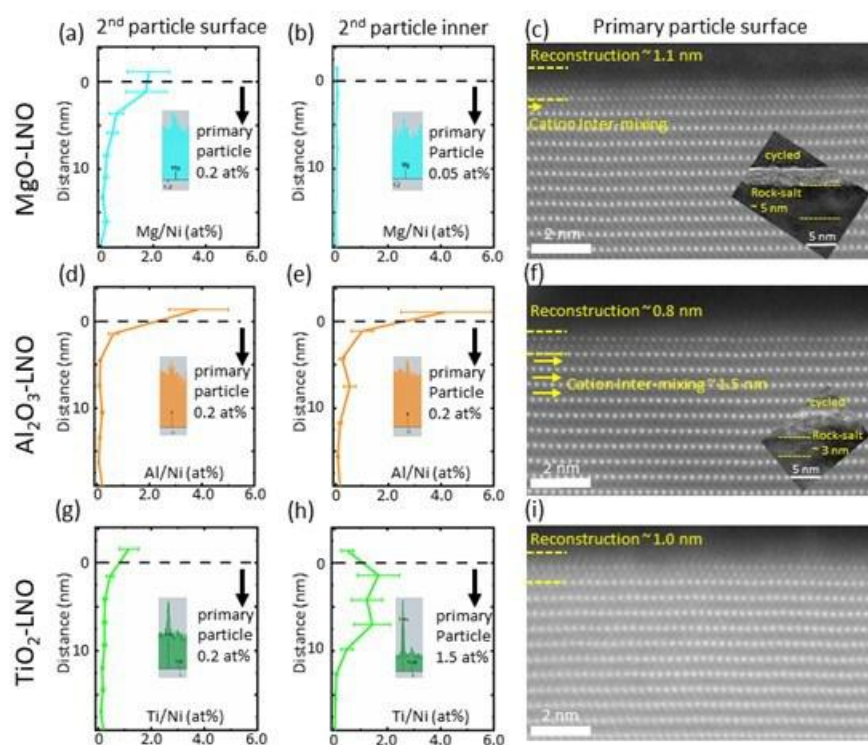 2nd particle surface
2nd particle inner
Primary particle surface
MgO-LNO
(a)
0
10
Distance (nm)
primary
Particle
0.2 at%
Mg
Mg/Ni (at%)
0 2.0 4.0 6.0
(b)
0
10
Distance (nm)
primary
Particle
0.05 at%
Mg
Mg/Ni (at%)
0 2.0 4.0 6.0
(c)
Reconstruction ~ 1.1 nm
Cation Inter-mixing
cycled
Rock-salt
~ 5 nm
5 nm
2 nm
Al2O3-LNO
(d)
0
10
Distance (nm)
primary
particle
0.2 at%
Al/Ni (at%)
0 2.0 4.0 6.0
(e)
0
10
Distance (nm)
primary
particle
0.2 at%
Al/Ni (at%)
0 2.0 4.0 6.0
(f)
Reconstruction ~ 0.8 nm
Cation Inter-mixing ~ 1.5 nm
cycled
Rock-salt
~ 3 nm
5 nm
2 nm
TiO2-LNO
(g)
0
10
Distance (nm)
primary
particle
0.2 at%
Ti/Ni (at%)
0 2.0 4.0 6.0
(h)
0
10
Distance (nm)
primary
Particle
1.5 at%
Ti/Ni (at%)
0 2.0 4.0 6.0
(i)
Reconstruction ~ 1.0 nm
2 nm